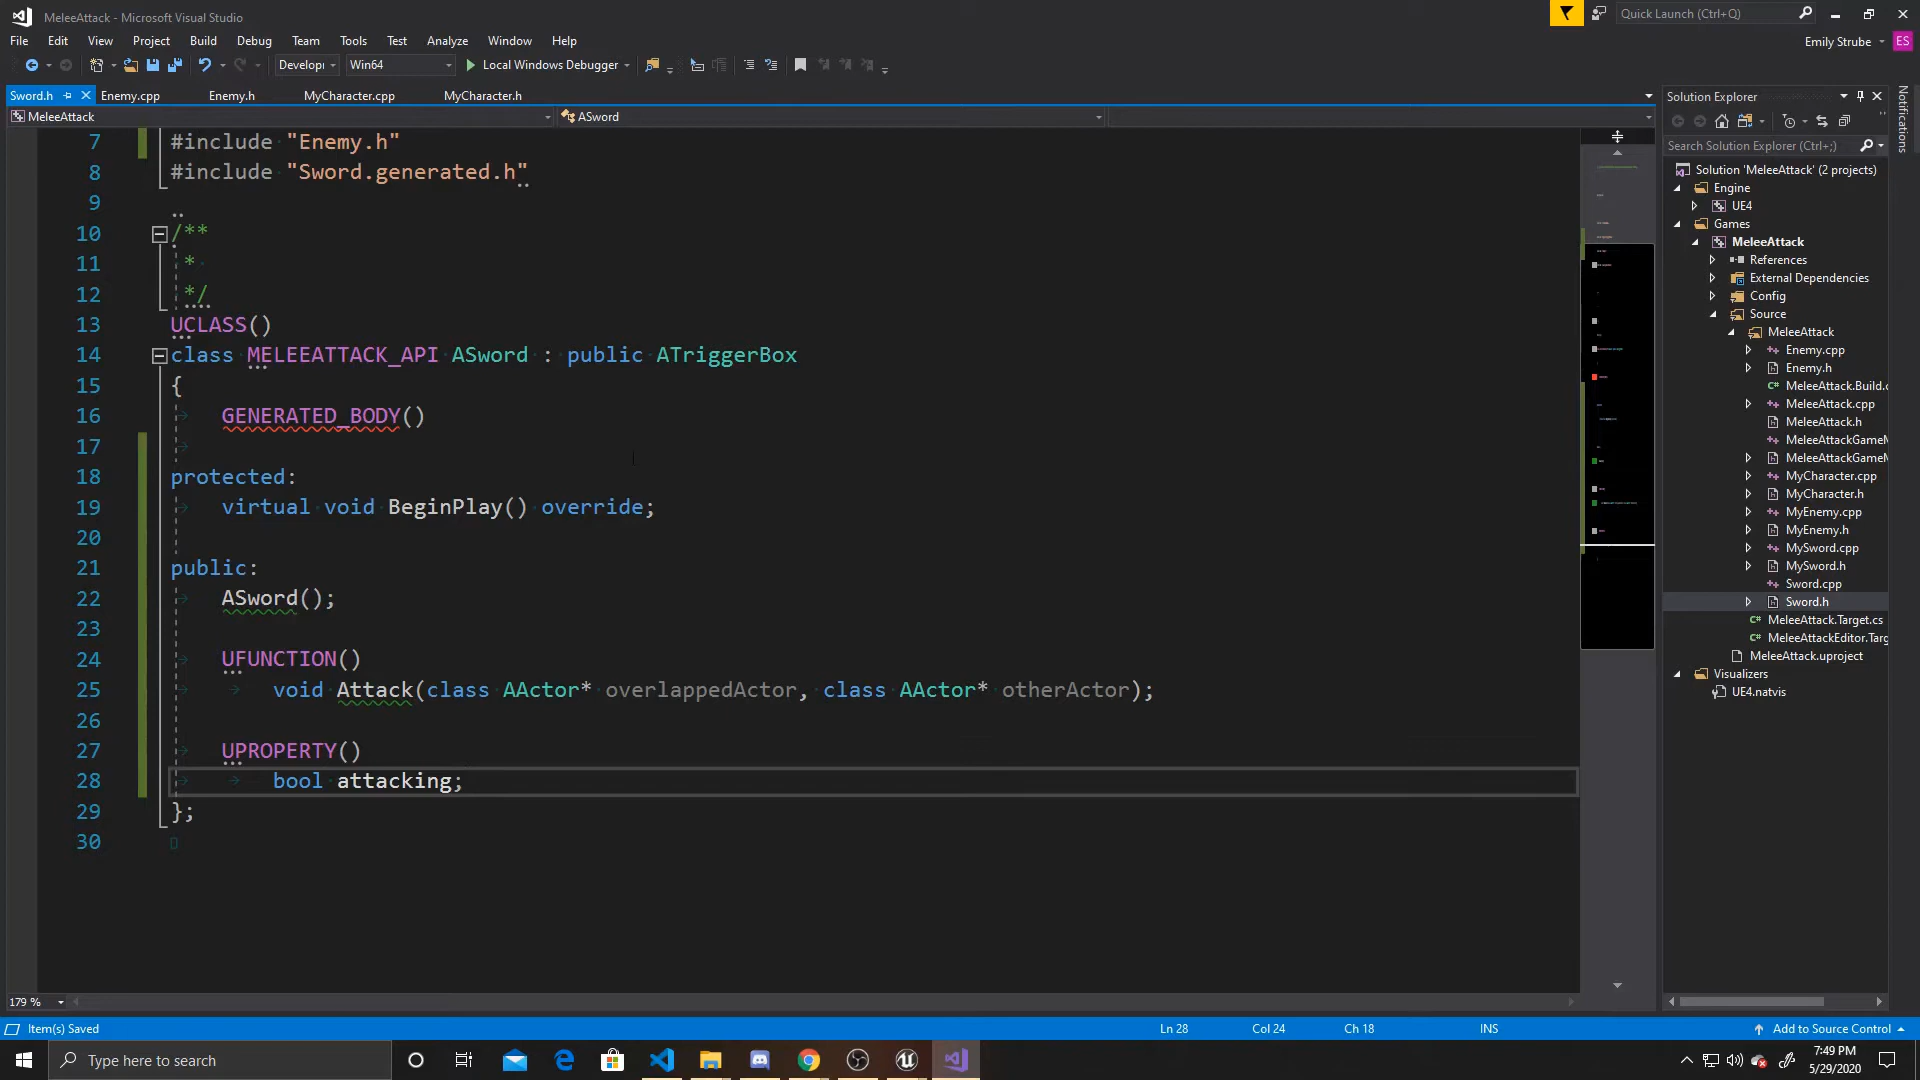 MeleeAttack - Microsoft Visual Studio
Quick Launch (Ctrl+Q)
File Edit View Project Build Debug Team Tools Test Analyze Window Help
Emily Strube ES
Develop Win64 Local Windows Debugger
Sword.h Enemy.cpp Enemy.h MyCharacter.cpp MyCharacter.h
MeleeAttack ASword
7 #include "Enemy.h"
8 #include "Sword.generated.h"
9
10 /**
11 *
12 */
13 UCLASS()
14 class MELEEATTACK_API ASword : public ATriggerBox
15 {
16 GENERATED_BODY()
17
18 protected:
19 virtual void BeginPlay() override;
20
21 public:
22 ASword();
23
24 UFUNCTION()
25 void Attack(class AActor* overlappedActor, class AActor* otherActor);
26
27 UPROPERTY()
28 bool attacking;
29 };
30
179 %
Solution Explorer
Search Solution Explorer (Ctrl+;)
Solution 'MeleeAttack' (2 projects)
Engine
UE4
Games
MeleeAttack
References
External Dependencies
Config
Source
MeleeAttack
Enemy.cpp
Enemy.h
MeleeAttack.Build.c
MeleeAttack.cpp
MeleeAttack.h
MeleeAttackGameM
MeleeAttackGameM
MyCharacter.cpp
MyCharacter.h
MyEnemy.cpp
MyEnemy.h
MySword.cpp
MySword.h
Sword.cpp
Sword.h
MeleeAttack.Target.cs
MeleeAttackEditor.Targ
MeleeAttack.uproject
Visualizers
UE4.natvis
Notifications
Item(s) Saved Ln 28 Col 24 Ch 18 INS Add to Source Control
Type here to search
7:49 PM
5/29/2020